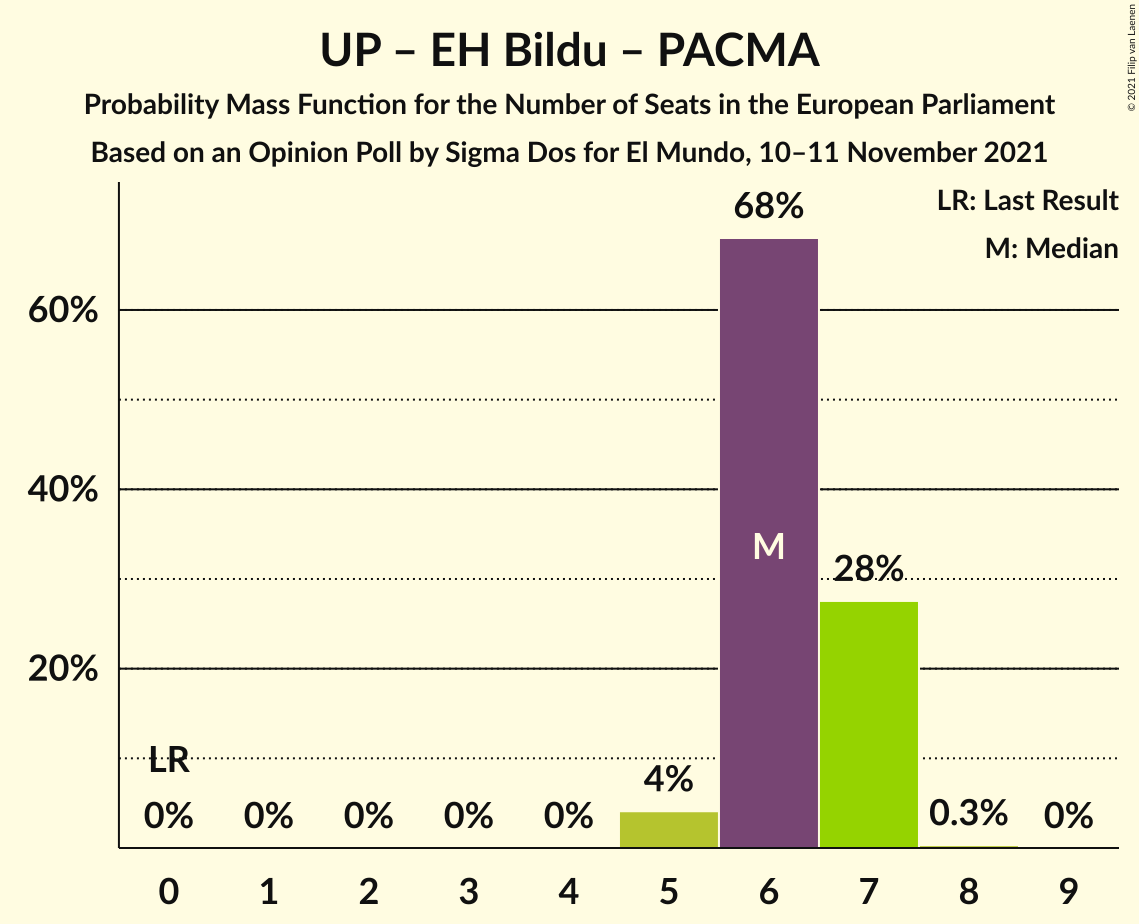 UP – EH Bildu – PACMA
Probability Mass Function for the Number of Seats in the European Parliament
Based on an Opinion Poll by Sigma Dos for El Mundo, 10–11 November 2021
© 2021 Filip van Laenen
LR: Last Result
M: Median
68%
60%
40%
M
28%
20%
LR
4%
0% 0% 0% 0% 0% 0.3% 0%
0 1 2 3 4 5 6 7 8 9